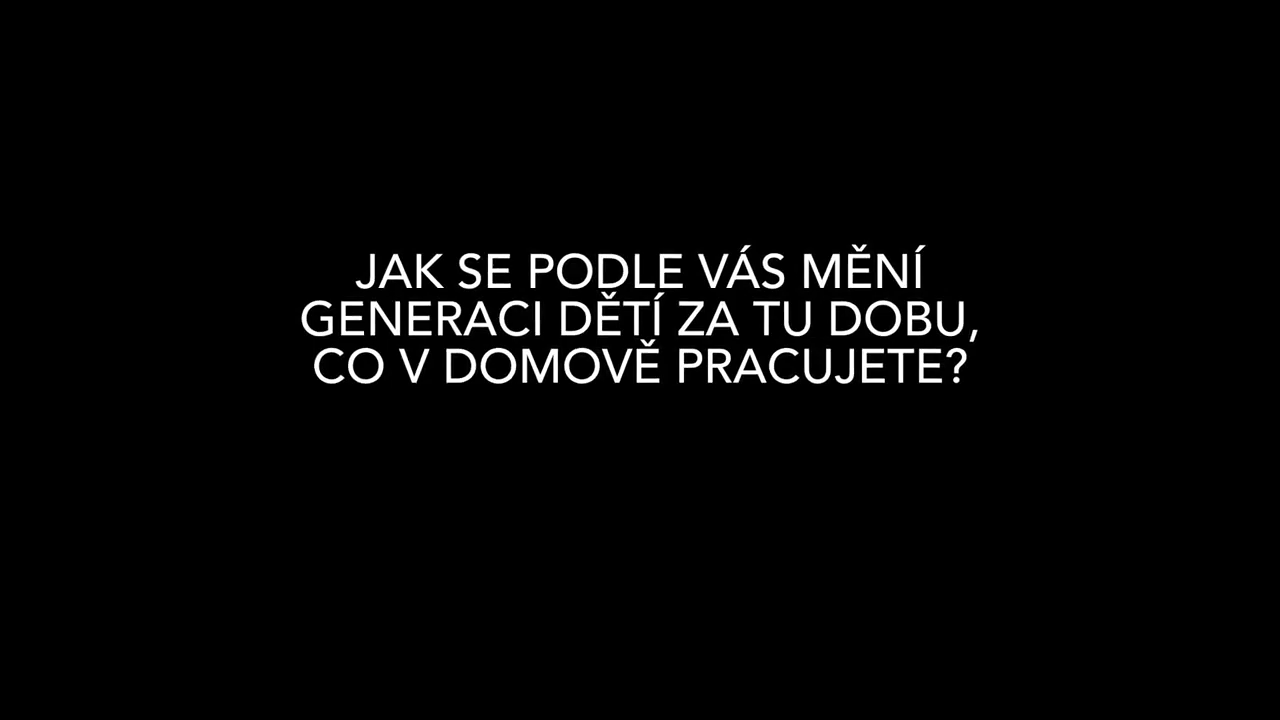 JAK SE PODLE VÁS MĚNÍ
GENERACI DĚTÍ ZA TU DOBU,
CO V DOMOVĚ PRACUJETE?